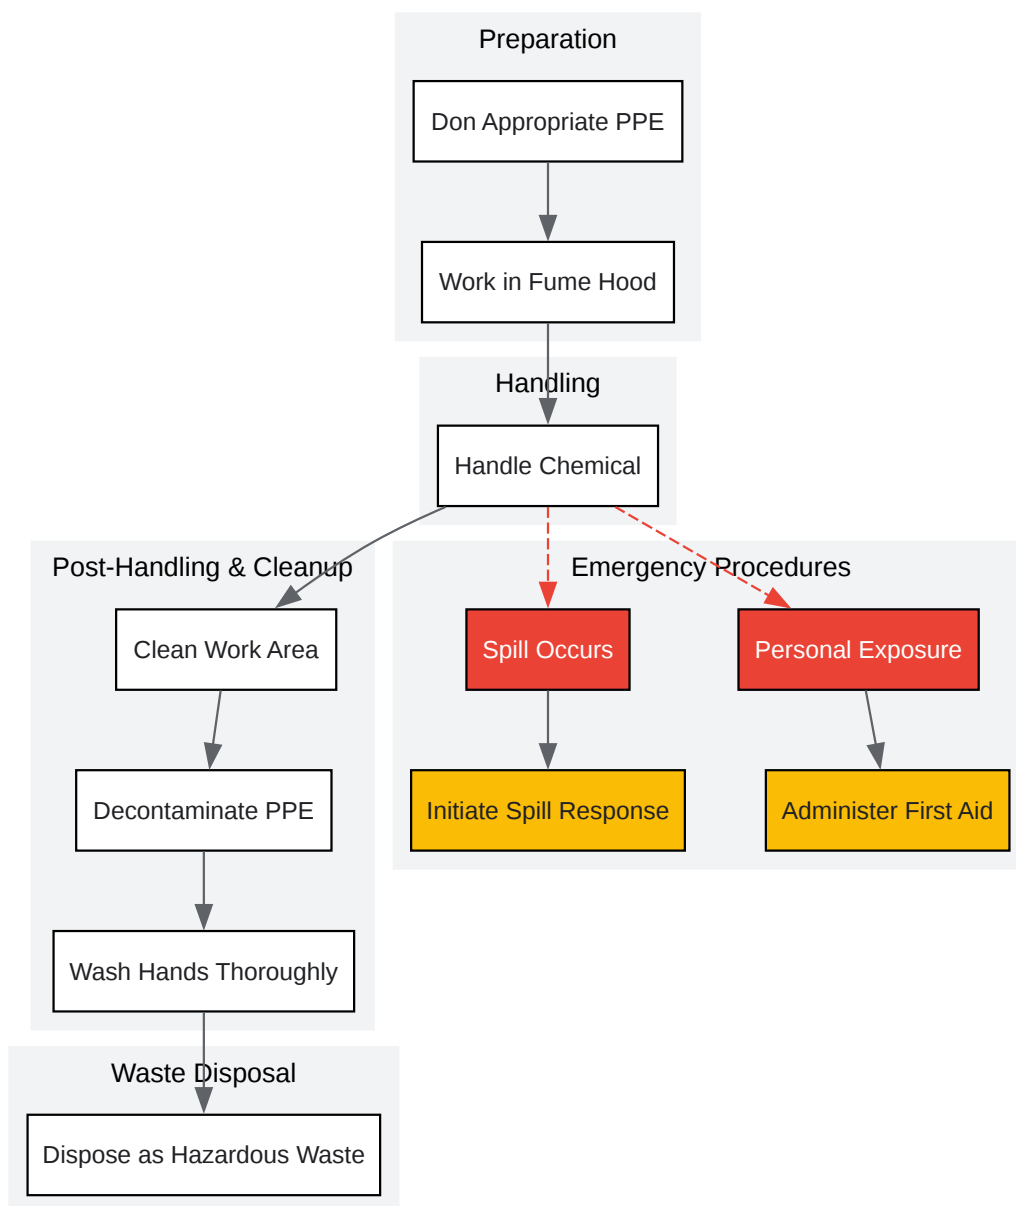 Preparation
Don Appropriate PPE
Work in Fume Hood
Handling
Handle Chemical
Post-Handling & Cleanup
Clean Work Area
Decontaminate PPE
Wash Hands Thoroughly
Emergency Procedures
Spill Occurs
Personal Exposure
Initiate Spill Response
Administer First Aid
Waste Disposal
Dispose as Hazardous Waste